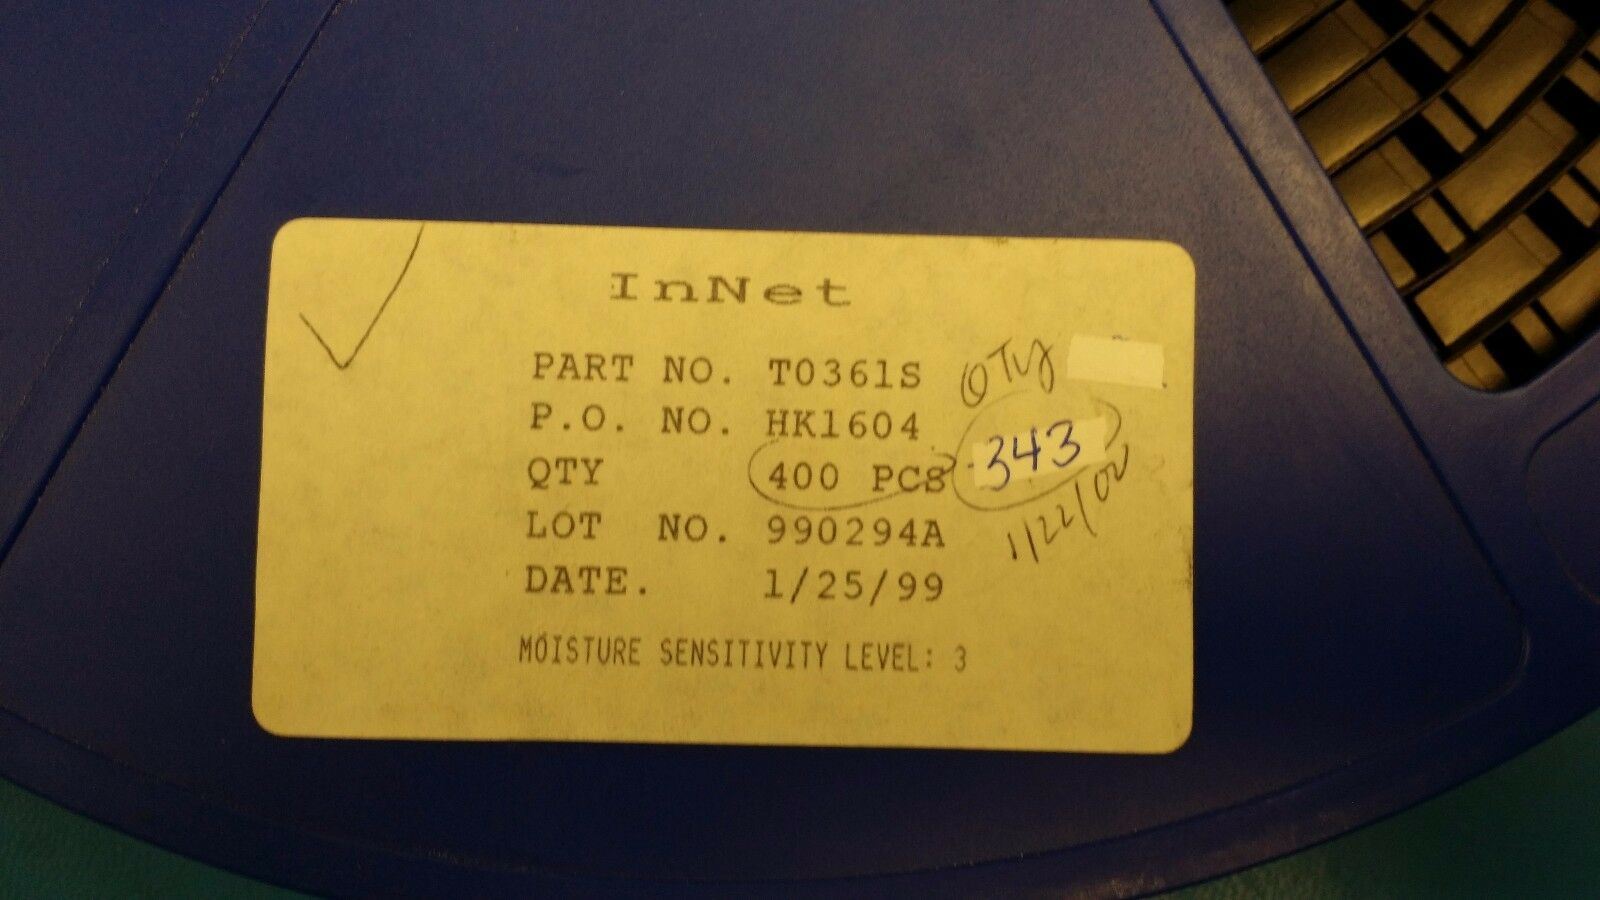 InNet
PART NO. T0361S
P.O. NO. HK1604
QTY 400 PCS
LOT NO. 990294A
DATE. 1/25/99
MOISTURE SENSITIVITY LEVEL: 3
QTY
343
1/22/02